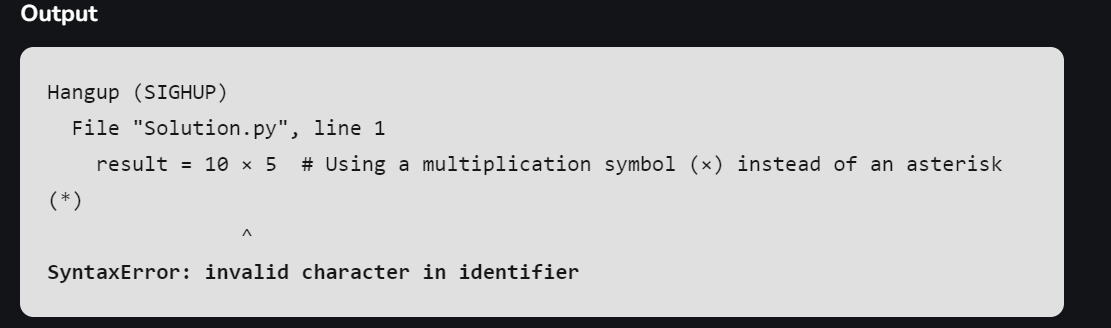 Output
Hangup (SIGHUP)
File "Solution.py", line 1
result = 10 × 5  # Using a multiplication symbol (×) instead of an asterisk
(*)
^
SyntaxError: invalid character in identifier